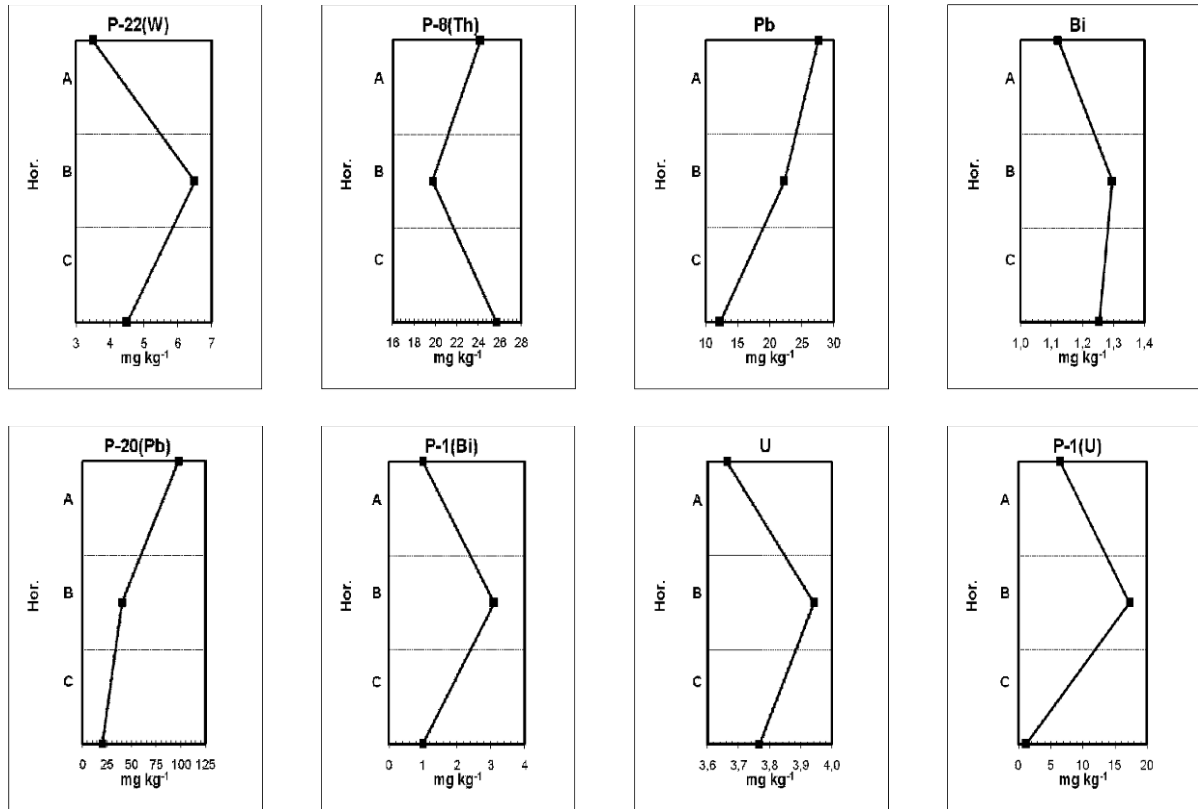 P-22(W)
A
Hor.
B
C
3 4 5 6 7
mg kg⁻¹
P-8(Th)
A
Hor.
B
C
16 18 20 22 24 26 28
mg kg⁻¹
Pb
A
Hor.
B
C
10 15 20 25 30
mg kg⁻¹
Bi
A
Hor.
B
C
1,0 1,1 1,2 1,3 1,4
mg kg⁻¹
P-20(Pb)
A
Hor.
B
C
0 25 50 75 100 125
mg kg⁻¹
P-1(Bi)
A
Hor.
B
C
0 1 2 3 4
mg kg⁻¹
U
A
Hor.
B
C
3,6 3,7 3,8 3,9 4,0
mg kg⁻¹
P-1(U)
A
Hor.
B
C
0 5 10 15 20
mg kg⁻¹